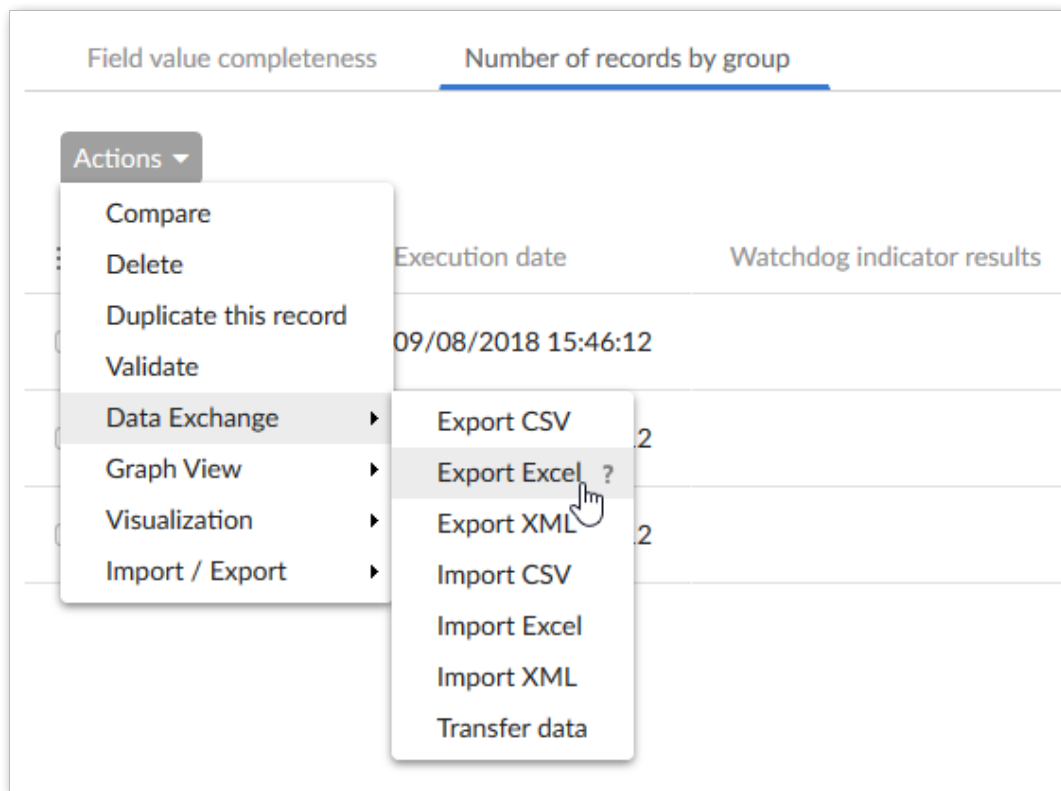 Field value completeness
Number of records by group
Actions
Compare
Delete
Duplicate this record
Validate
Data Exchange
Graph View
Visualization
Import / Export
Execution date
Watchdog indicator results
09/08/2018 15:46:12
12
12
Export CSV
Export Excel ?
Export XML
Import CSV
Import Excel
Import XML
Transfer data